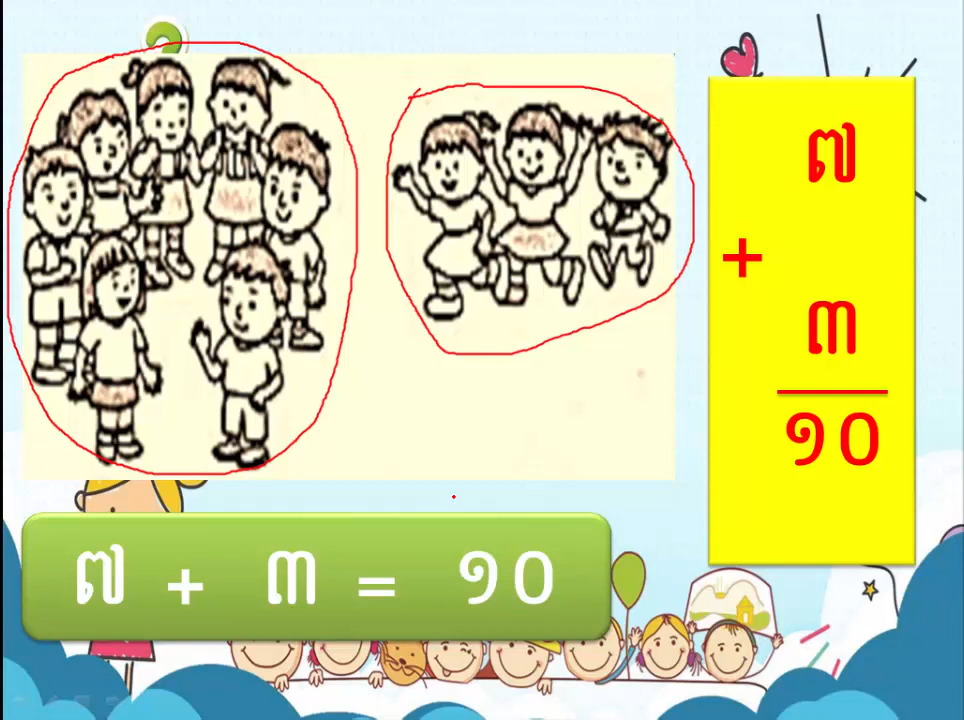 ៧
+
៣
១០
៧ + ៣ = ១០